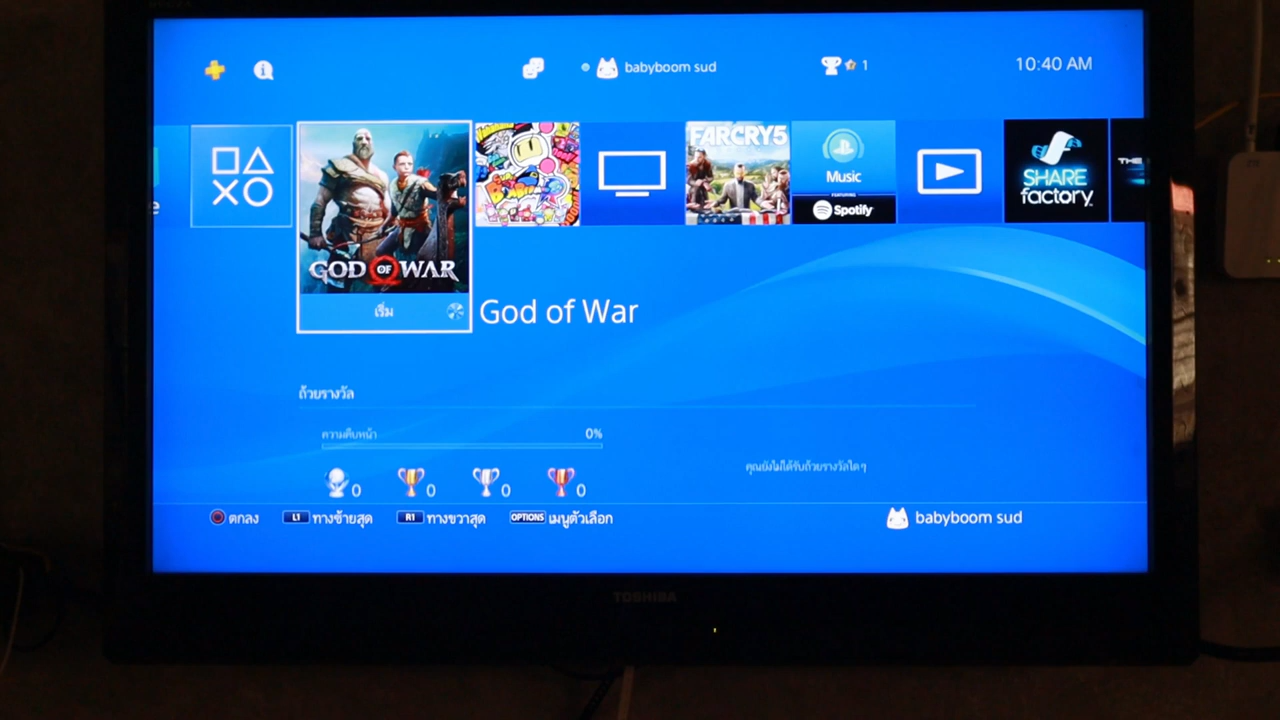 babyboom sud
1
10:40 AM
e
GOD OF WAR
FARCRY5
Music
FEATURING
Spotify
SHARE
factory
THE
เริ่ม
God of War
ถ้วยรางวัล
ความคืบหน้า
0%
0
0
0
0
คุณยังไม่ได้รับถ้วยรางวัลใดๆ
ตกลง
L1 ทางซ้ายสุด
R1 ทางขวาสุด
OPTIONS เมนูตัวเลือก
babyboom sud
TOSHIBA